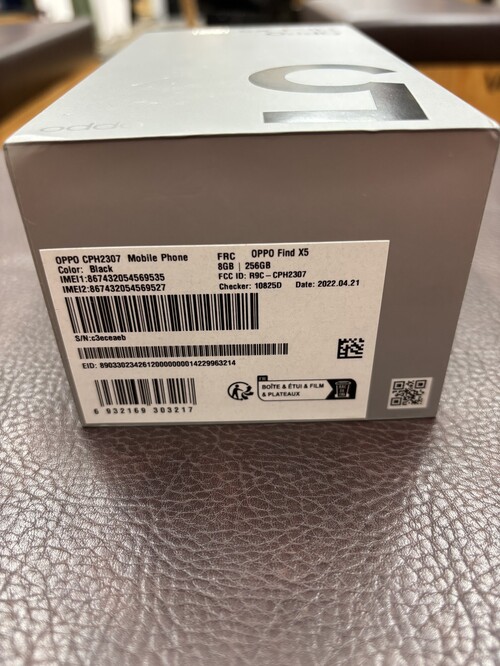 oppo
5
OPPO CPH2307 Mobile Phone FRC OPPO Find X5
Color: Black 8GB | 256GB
IMEI1:867432054569535 FCC ID: R9C-CPH2307
IMEI2:867432054569527 Checker: 10825D Date: 2022.04.21
S/N:c3eceaeb
EID: 89033023426120000000014229963214
FR
BOÎTE & ÉTUI & FILM
& PLATEAUX
6 932169 303217